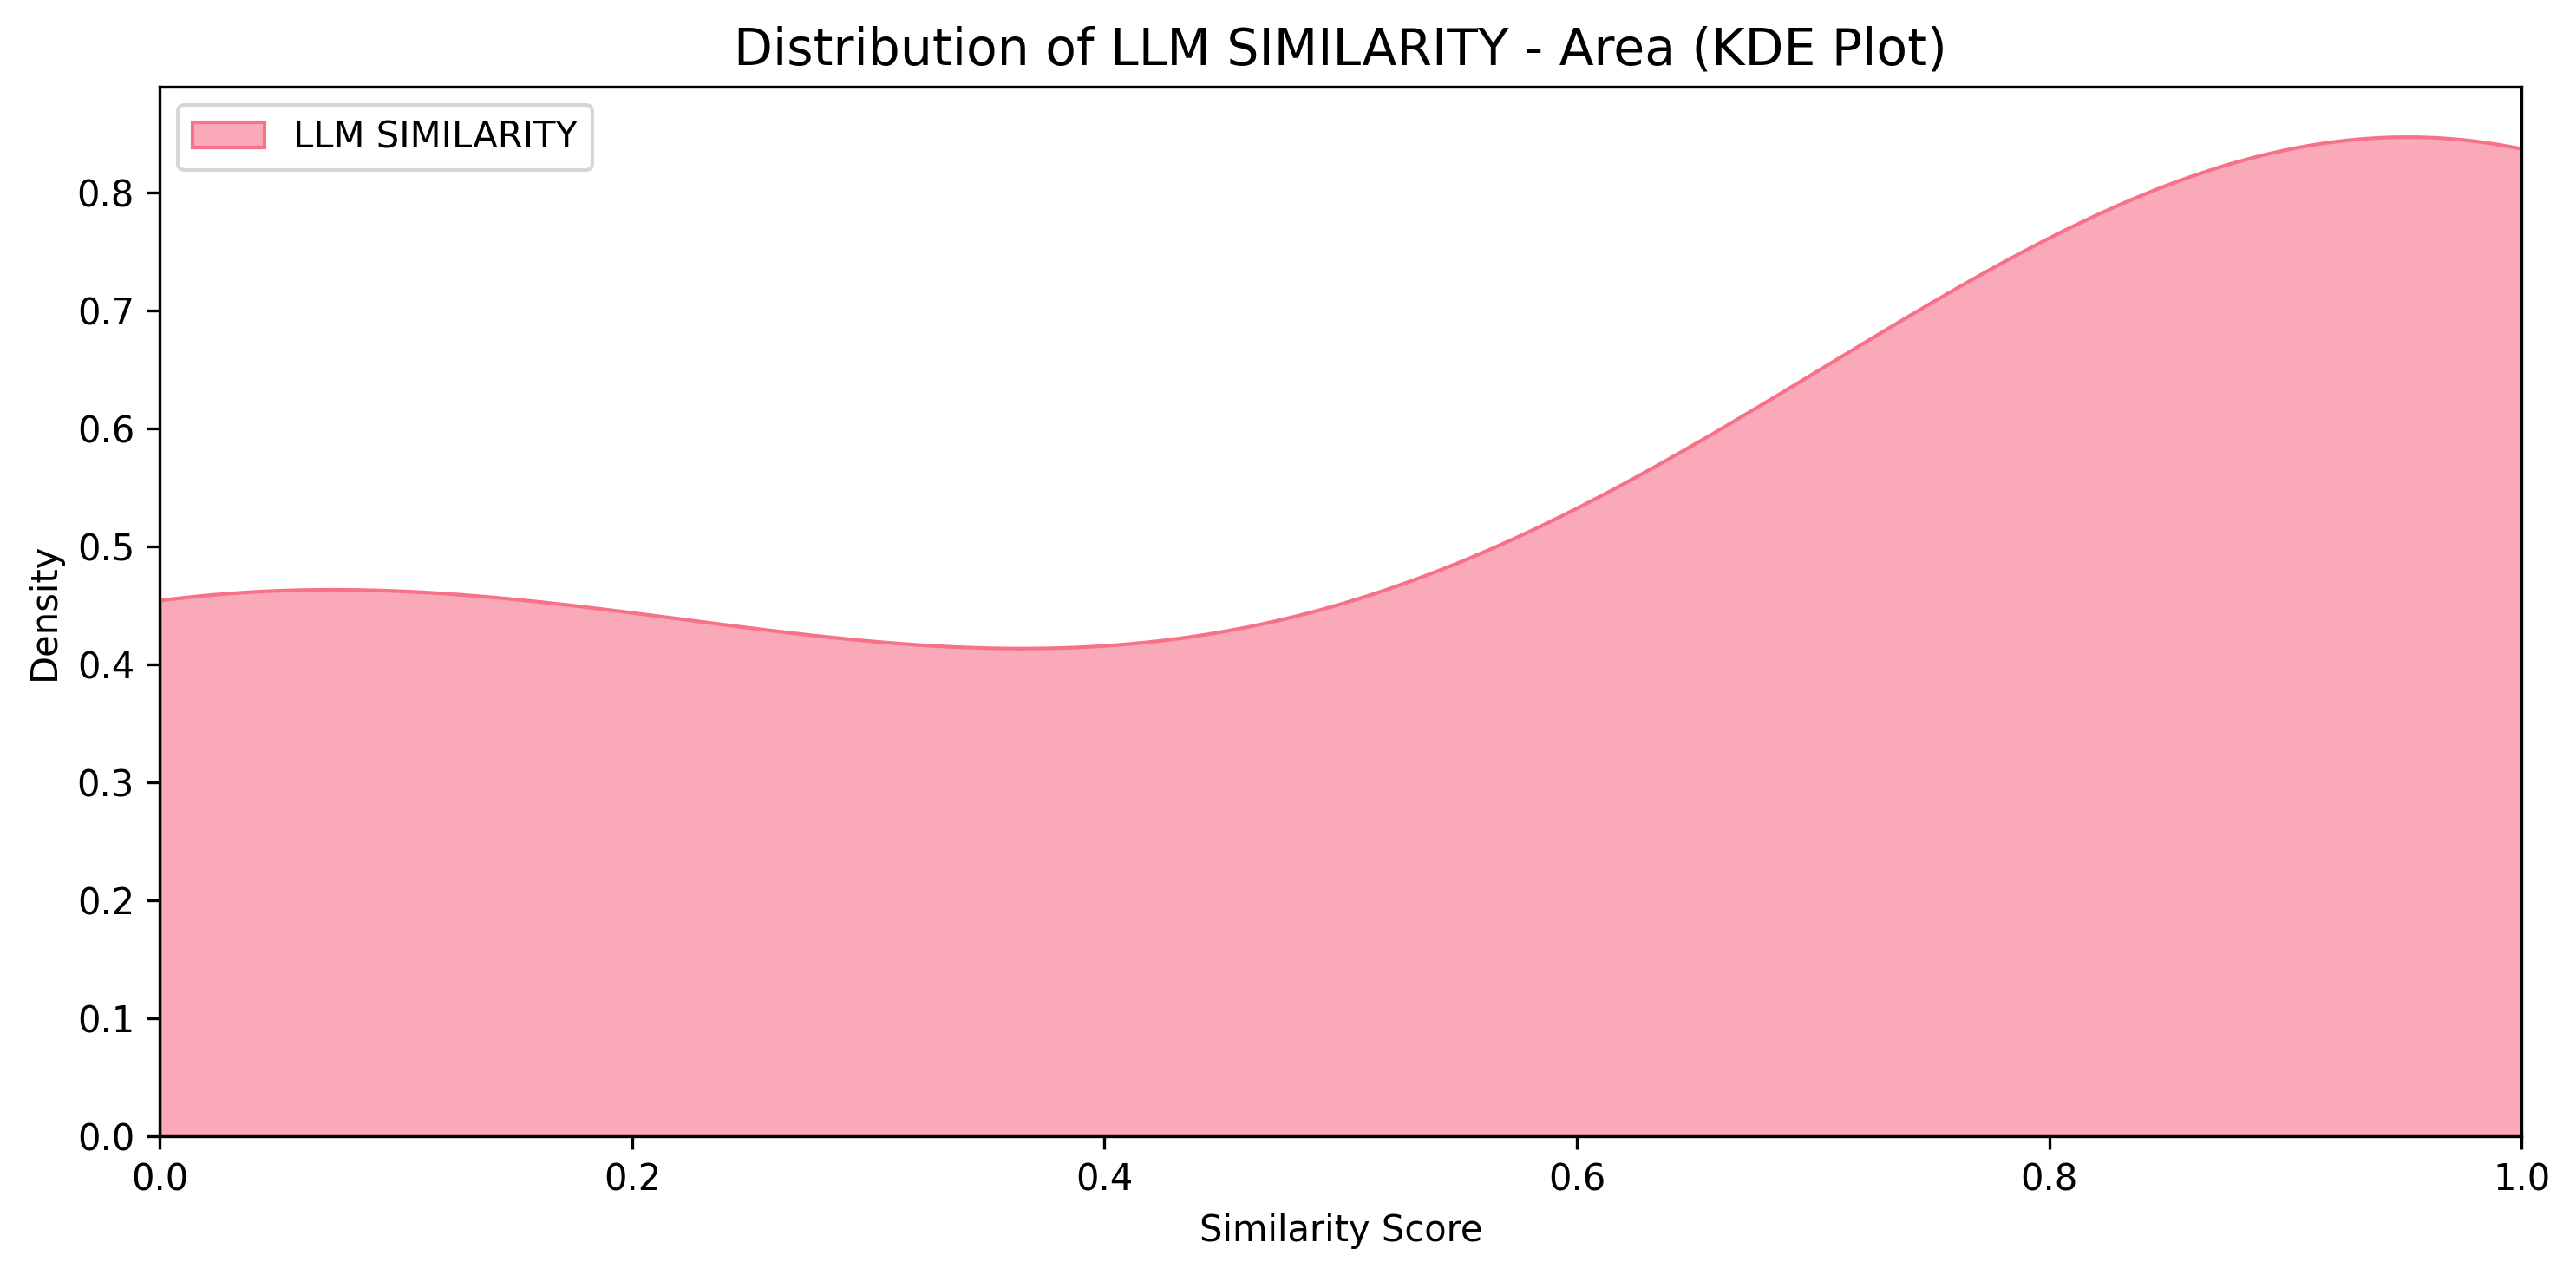 Distribution of LLM SIMILARITY - Area (KDE Plot)
LLM SIMILARITY
0.8
0.7
0.6
0.5
0.4
0.3
0.2
0.1
0.0
Density
0.0 0.2 0.4 0.6 0.8 1.0
Similarity Score